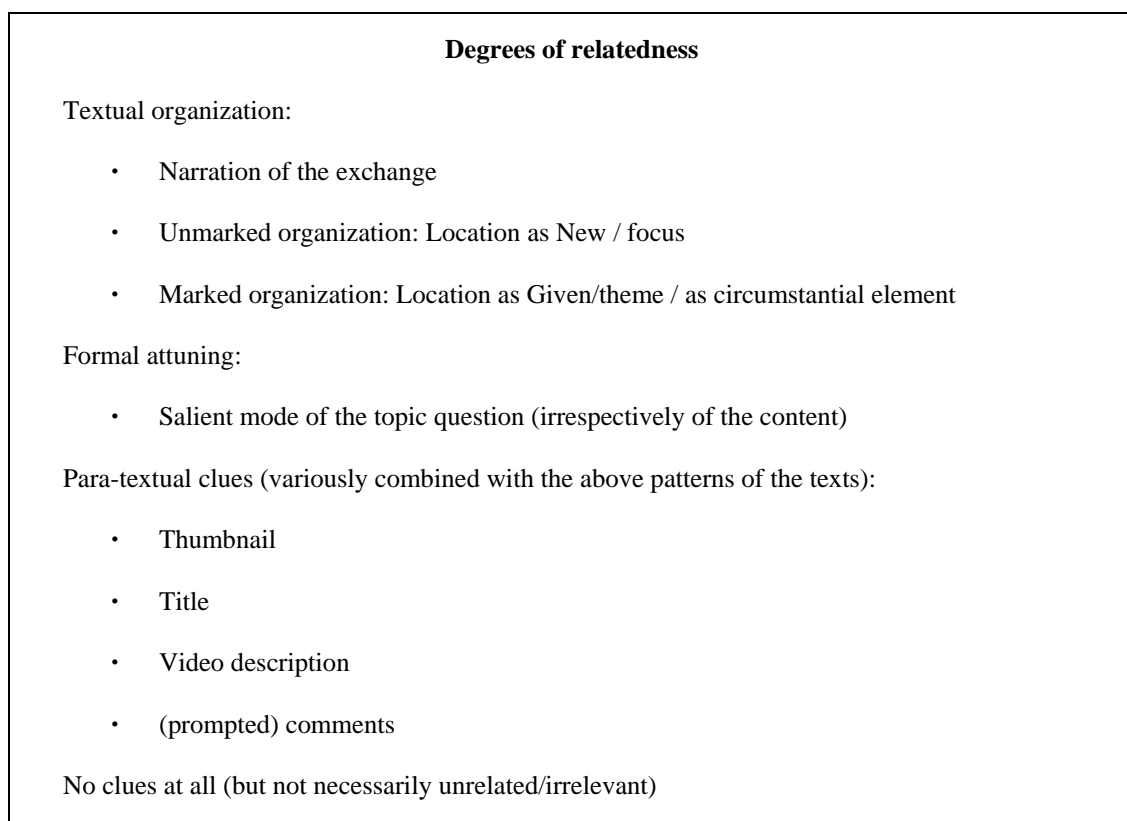 Degrees of relatedness
Textual organization:
· Narration of the exchange
· Unmarked organization: Location as New / focus
· Marked organization: Location as Given/theme / as circumstantial element
Formal attuning:
· Salient mode of the topic question (irrespectively of the content)
Para-textual clues (variously combined with the above patterns of the texts):
· Thumbnail
· Title
· Video description
· (prompted) comments
No clues at all (but not necessarily unrelated/irrelevant)